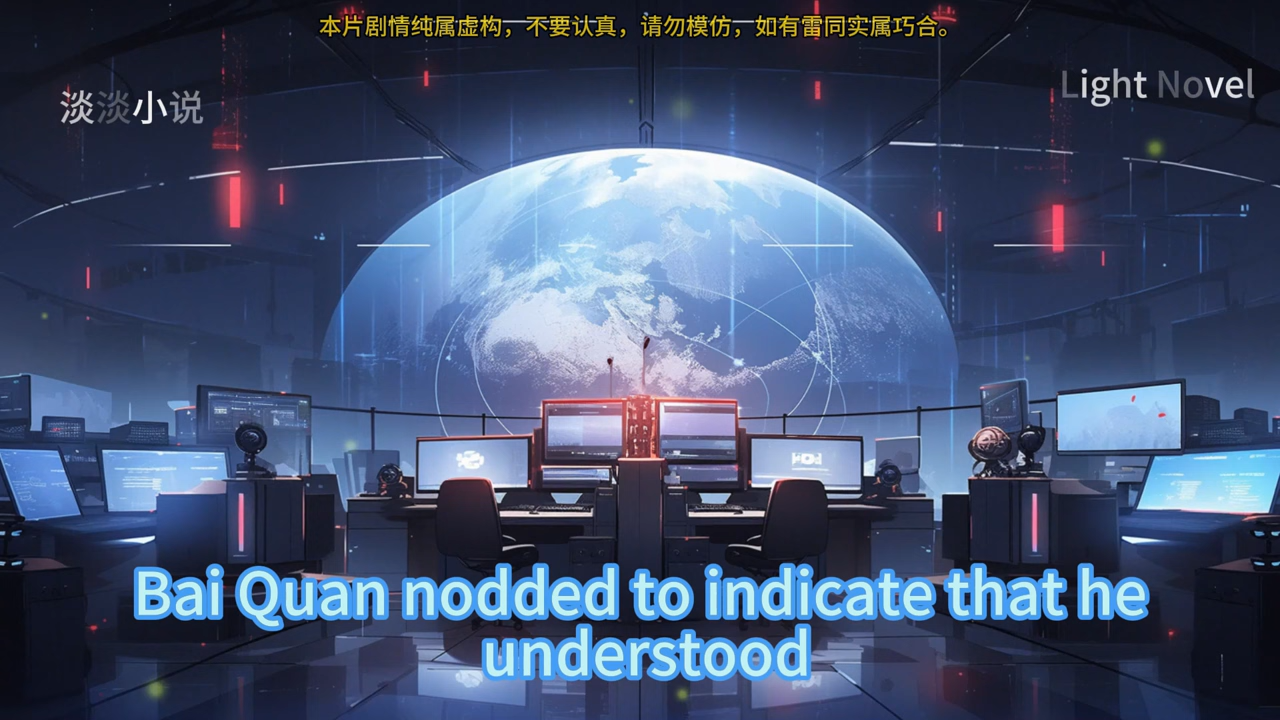 本片剧情纯属虚构，不要认真，请勿模仿，如有雷同实属巧合。
淡淡小说
Light Novel
Bai Quan nodded to indicate that he
understood